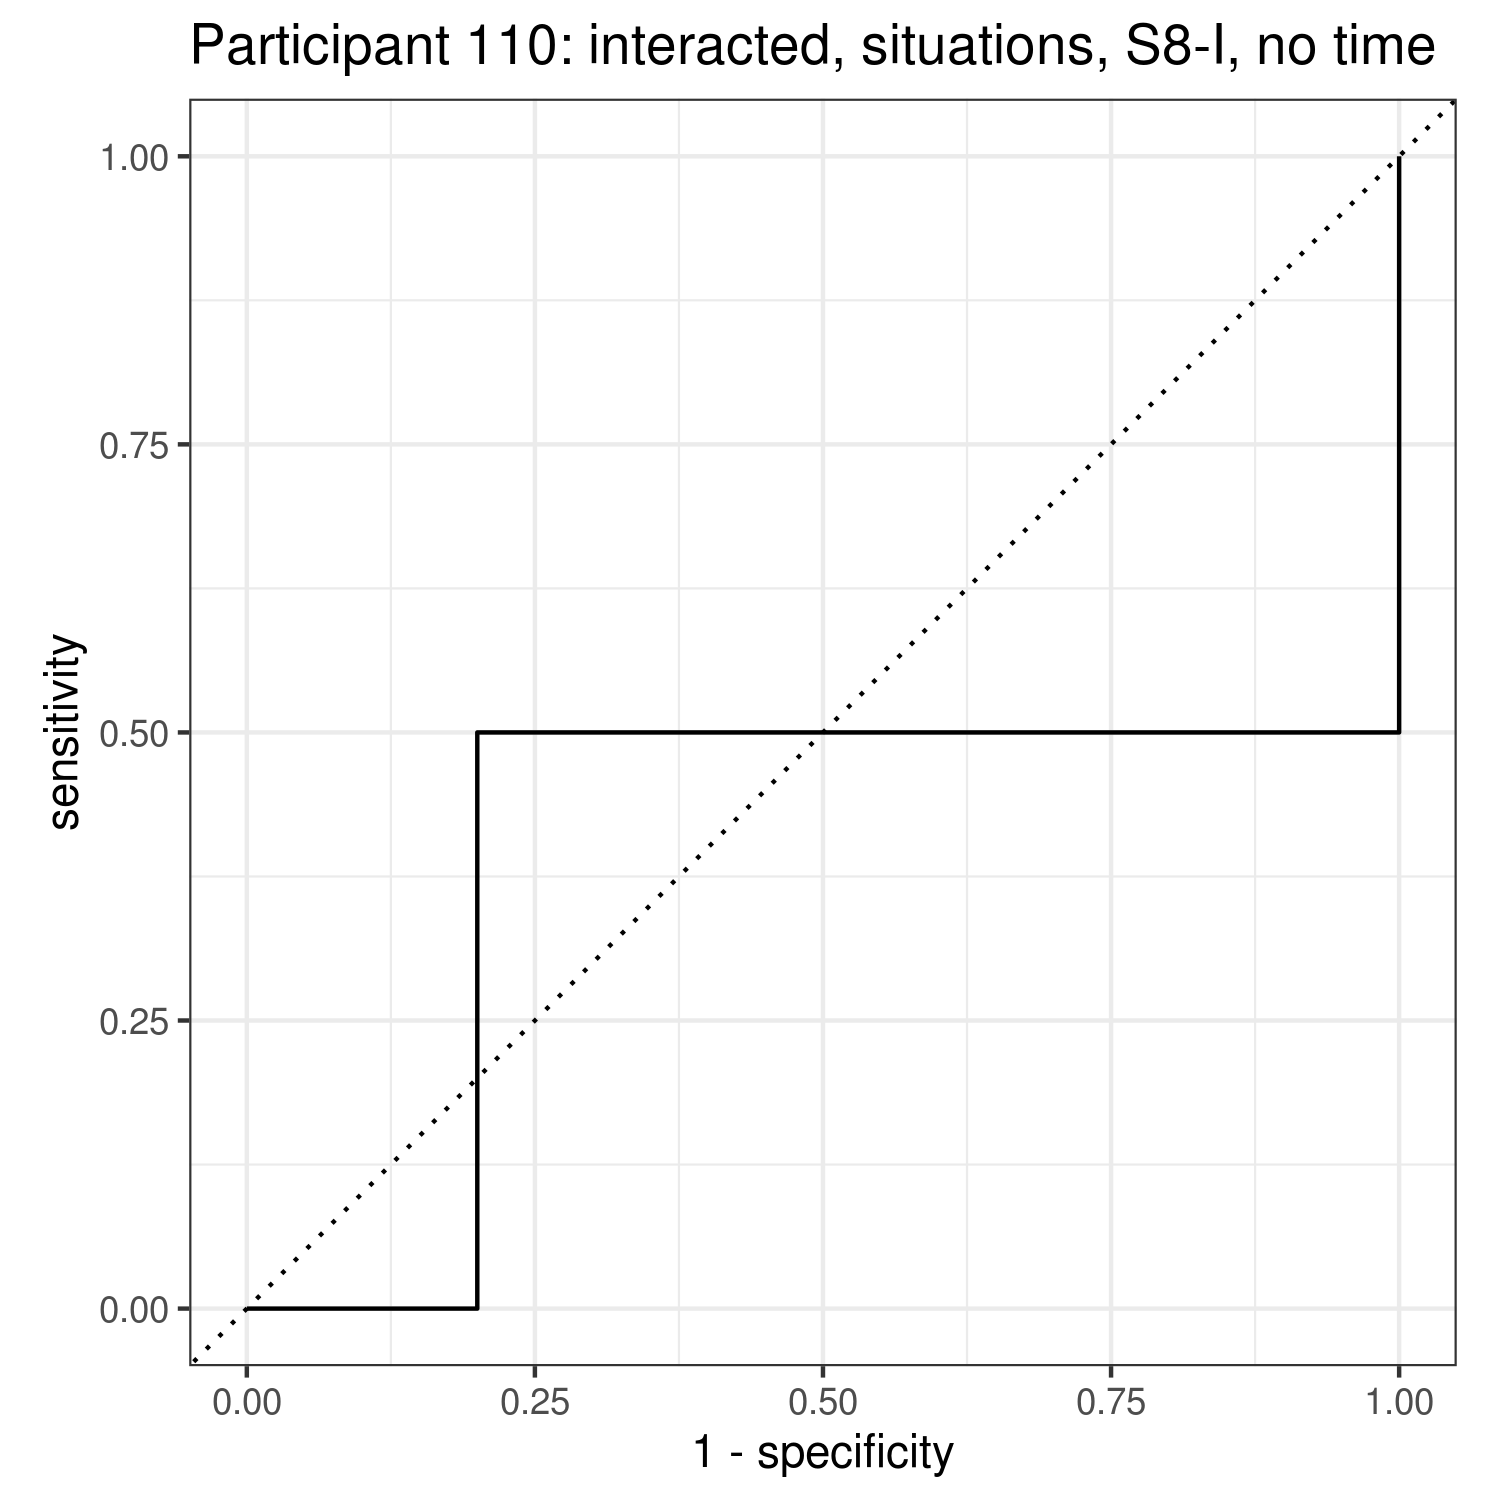 Participant 110: interacted, situations, S8-I, no time
1.00
0.75
0.50
0.25
0.00
sensitivity
0.00 0.25 0.50 0.75 1.00
1 - specificity